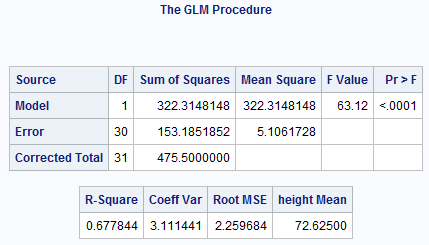 The GLM Procedure
Source DF Sum of Squares Mean Square F Value Pr > F
Model 1 322.3148148 322.3148148 63.12 <.0001
Error 30 153.1851852 5.1061728
Corrected Total 31 475.5000000
R-Square Coeff Var Root MSE height Mean
0.677844 3.111441 2.259684 72.62500